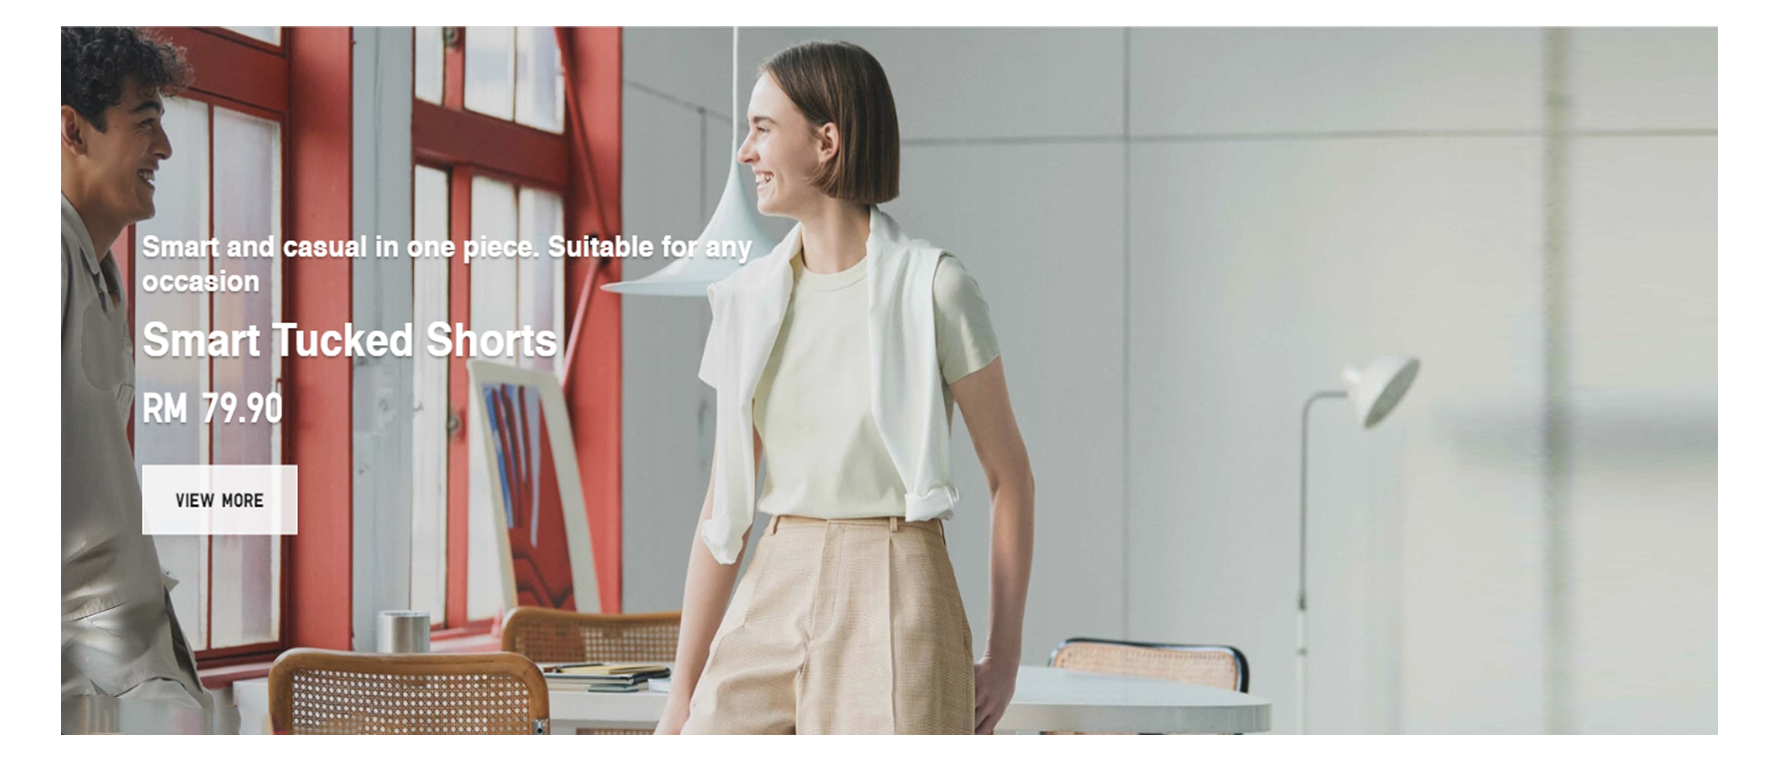 Smart and casual in one piece. Suitable for any
occasion
Smart Tucked Shorts
RM 79.90
VIEW MORE